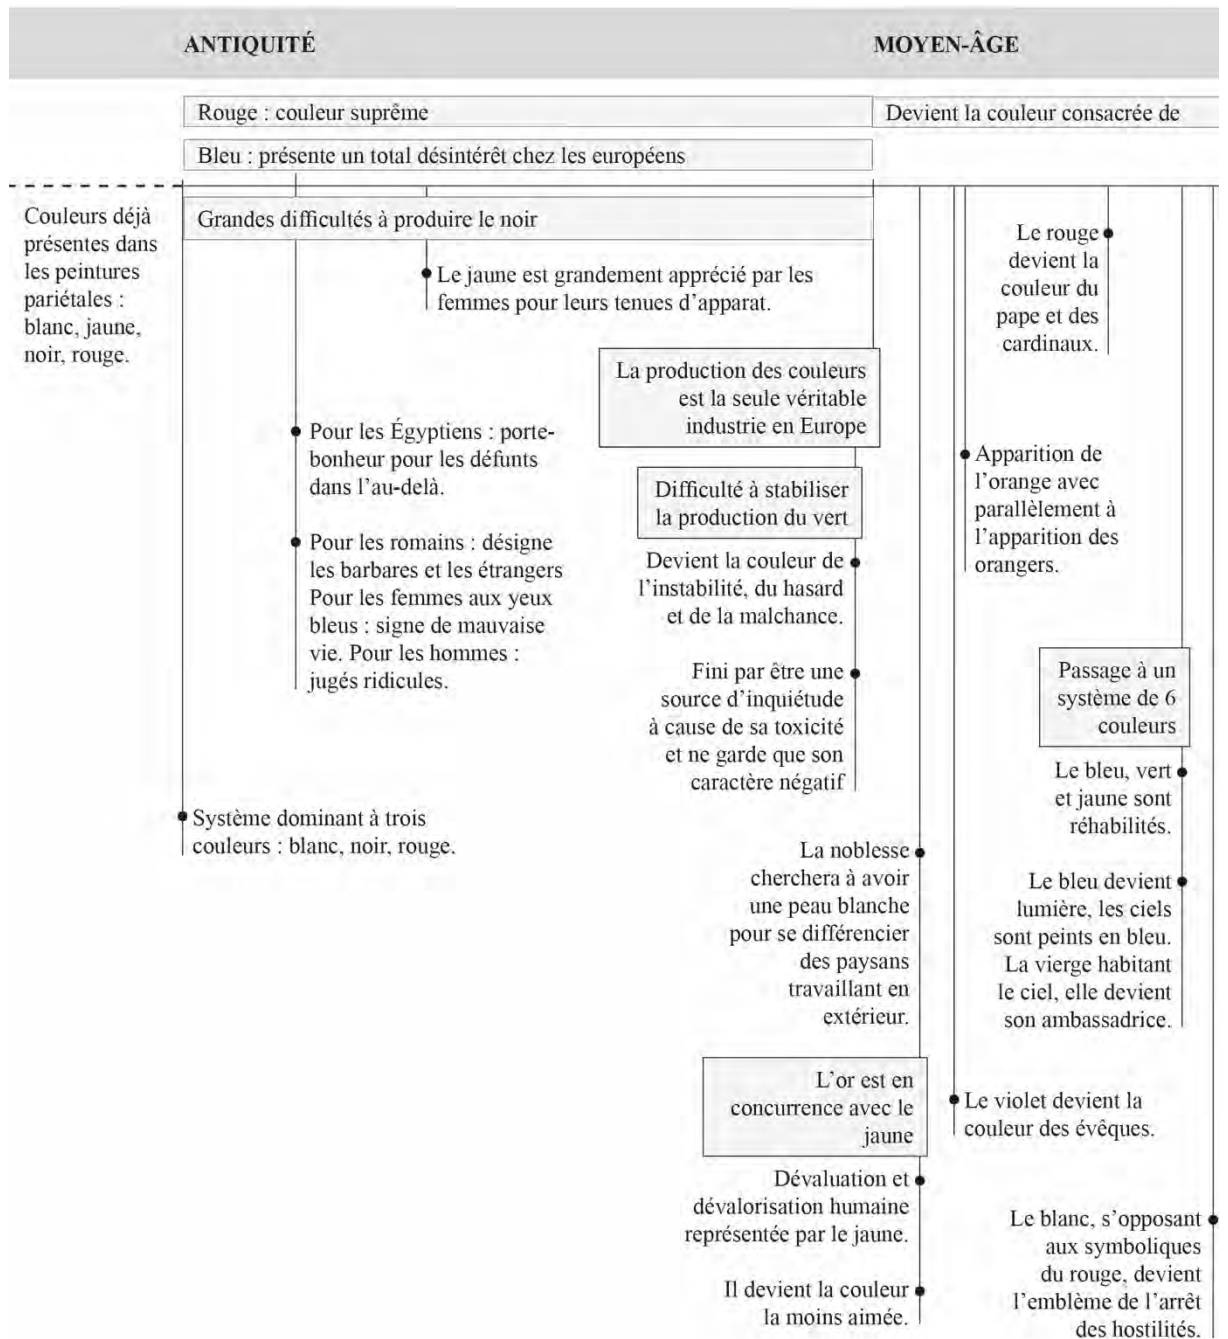 ANTIQUITÉ
MOYEN-ÂGE
Rouge : couleur suprême
Devient la couleur consacrée de
Bleu : présente un total désintérêt chez les européens
Couleurs déjà
présentes dans
les peintures
pariétales :
blanc, jaune,
noir, rouge.
Grandes difficultés à produire le noir
Le jaune est grandement apprécié par les
femmes pour leurs tenues d'apparat.
Pour les Égyptiens : porte-
bonheur pour les défunts
dans l'au-delà.
Pour les romains : désigne
les barbares et les étrangers
Pour les femmes aux yeux
bleus : signe de mauvaise
vie. Pour les hommes :
jugés ridicules.
Système dominant à trois
couleurs : blanc, noir, rouge.
La production des couleurs
est la seule véritable
industrie en Europe
Difficulté à stabiliser
la production du vert
Devient la couleur de
l'instabilité, du hasard
et de la malchance.
Fini par être une
source d'inquiétude
à cause de sa toxicité
et ne garde que son
caractère négatif
La noblesse
cherchera à avoir
une peau blanche
pour se différencier
des paysans
travaillant en
extérieur.
L'or est en
concurrence avec le
jaune
Dévaluation et
dévalorisation humaine
représentée par le jaune.
Il devient la couleur
la moins aimée.
Le rouge
devient la
couleur du
pape et des
cardinaux.
Apparition de
l'orange avec
parallèlement à
l'apparition des
orangers.
Passage à un
système de 6
couleurs
Le bleu, vert
et jaune sont
réhabilités.
Le bleu devient
lumière, les ciels
sont peints en bleu.
La vierge habitant
le ciel, elle devient
son ambassadrice.
Le violet devient la
couleur des évêques.
Le blanc, s'opposant
aux symboliques
du rouge, devient
l'emblème de l'arrêt
des hostilités.